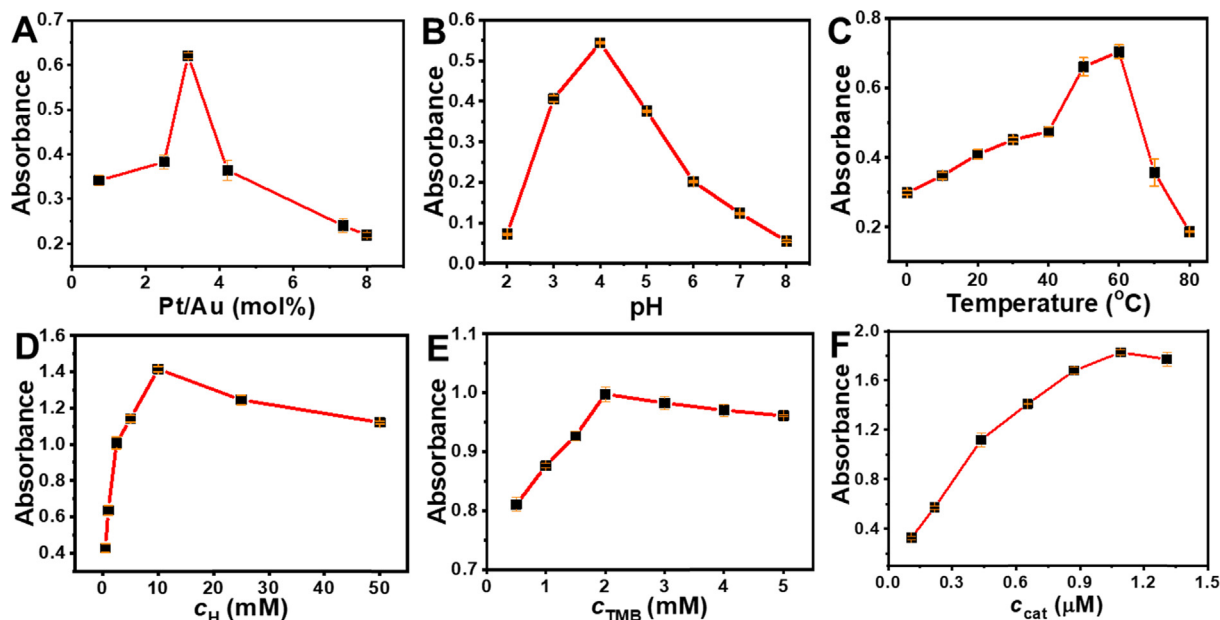 A
Absorbance
0.7
0.6
0.5
0.4
0.3
0.2
0 2 4 6 8
Pt/Au (mol%)
B
Absorbance
0.6
0.5
0.4
0.3
0.2
0.1
0.0
2 3 4 5 6 7 8
pH
C
Absorbance
0.8
0.6
0.4
0.2
0 20 40 60 80
Temperature (°C)
D
Absorbance
1.6
1.4
1.2
1.0
0.8
0.6
0.4
0 10 20 30 40 50
cH (mM)
E
Absorbance
1.1
1.0
0.9
0.8
0.7
0 1 2 3 4 5
cTMB (mM)
F
Absorbance
2.0
1.6
1.2
0.8
0.4
0.0 0.3 0.6 0.9 1.2 1.5
ccat (μM)